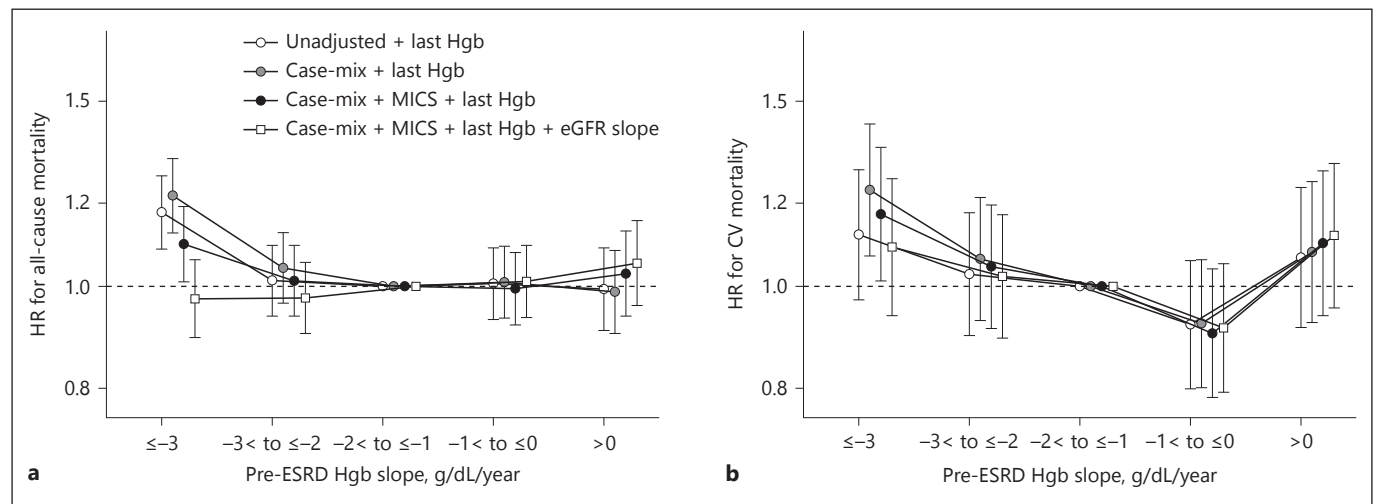 Unadjusted + last Hgb
Case-mix + last Hgb
Case-mix + MICS + last Hgb
Case-mix + MICS + last Hgb + eGFR slope
HR for all-cause mortality
1.5
1.2
1.0
0.8
≤–3
–3< to ≤–2
–2< to ≤–1
–1< to ≤0
>0
Pre-ESRD Hgb slope, g/dL/year
a
HR for CV mortality
1.5
1.2
1.0
0.8
≤–3
–3< to ≤–2
–2< to ≤–1
–1< to ≤0
>0
Pre-ESRD Hgb slope, g/dL/year
b